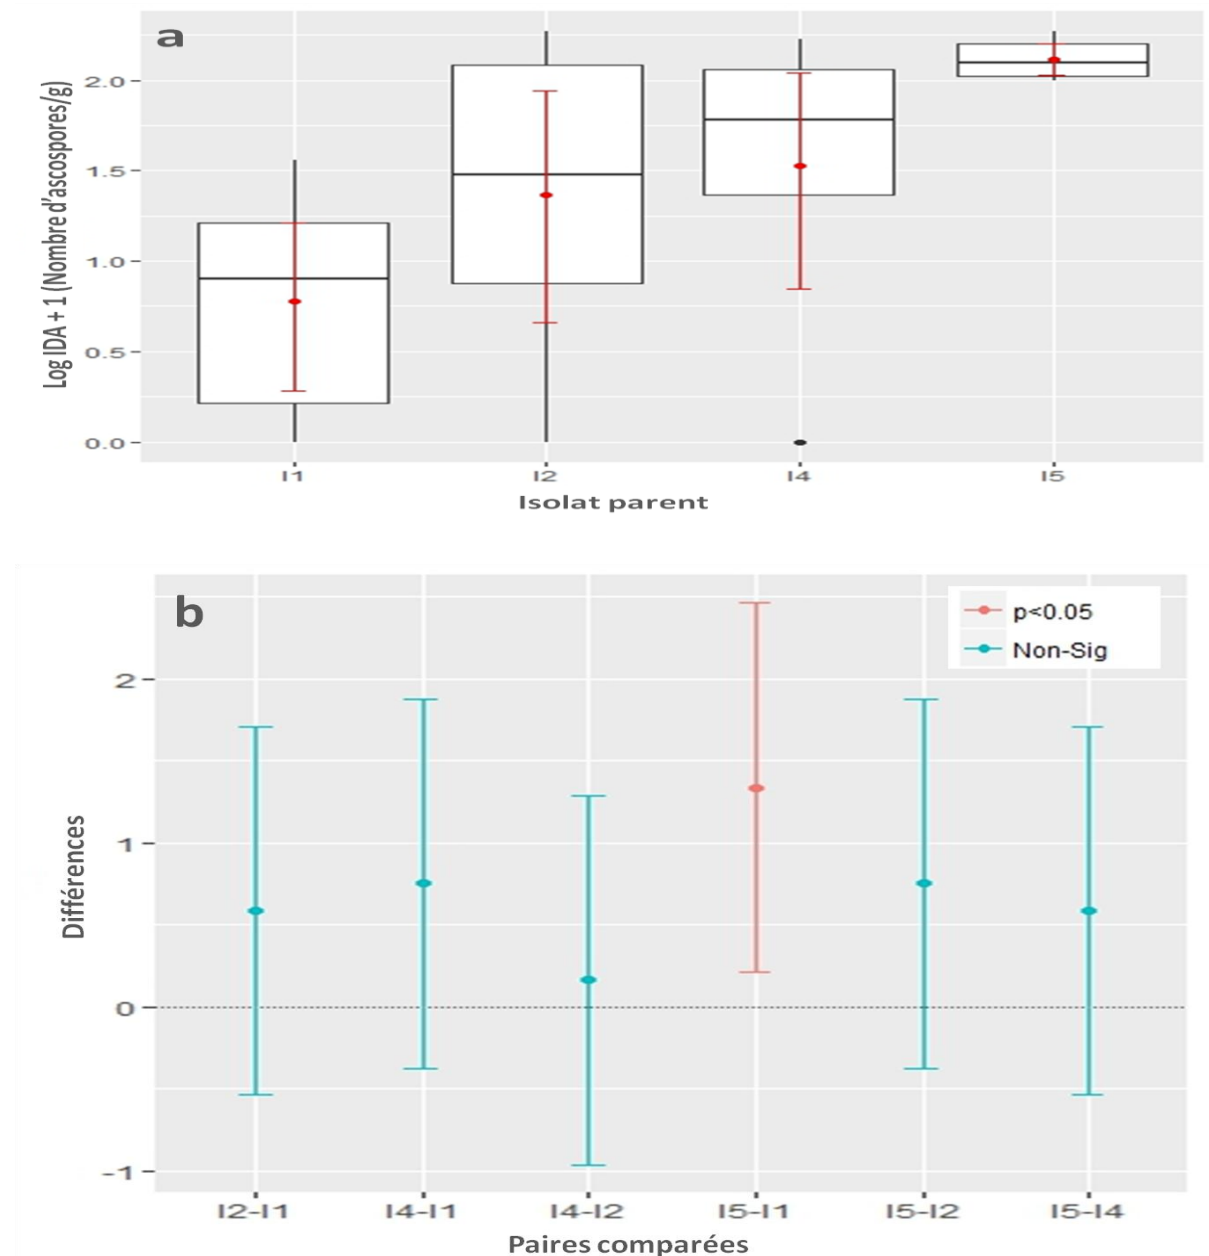 a
Log IDA + 1 (Nombre d'ascospores/g)
2.0
1.5
1.0
0.5
0.0
I1 I2 I4 I5
Isolat parent
b
p<0.05
Non-Sig
Différences
2
1
0
-1
I2-I1 I4-I1 I4-I2 I5-I1 I5-I2 I5-I4
Paires comparées